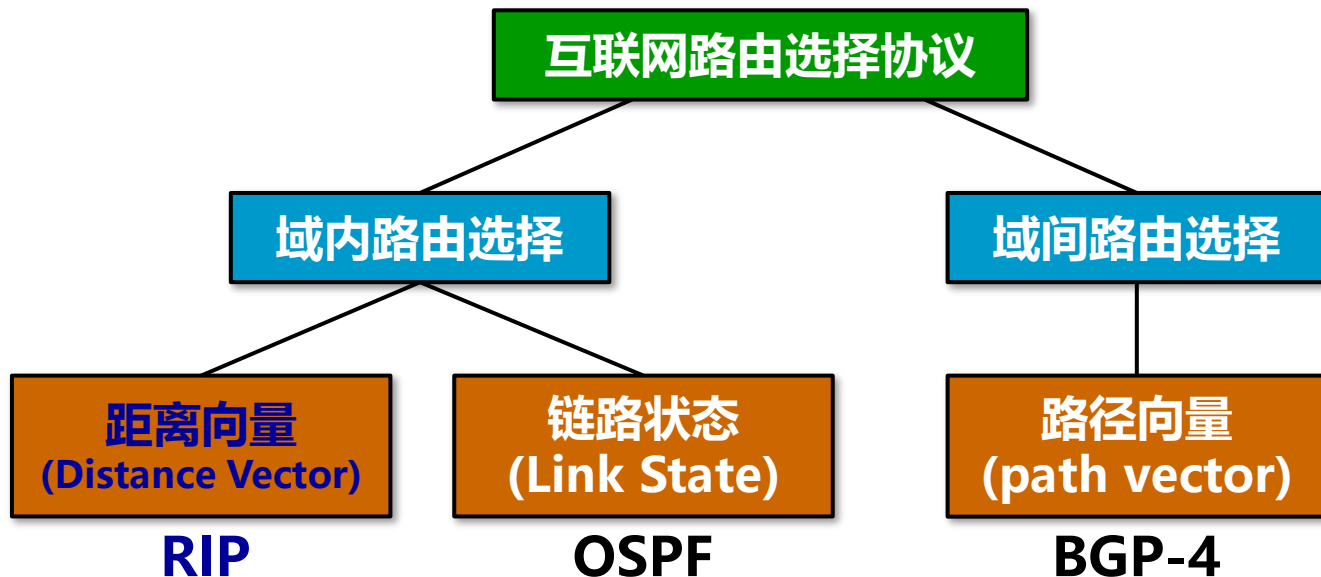 互联网路由选择协议
域内路由选择
域间路由选择
距离向量
(Distance Vector)
链路状态
(Link State)
路径向量
(path vector)
RIP
OSPF
BGP-4